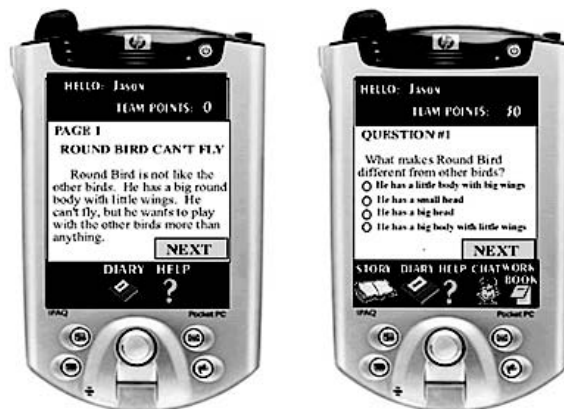 hp
HELLO: JASON
TEAM POINTS: 0
PAGE 1
ROUND BIRD CAN'T FLY
Round Bird is not like the
other birds. He has a big round
body with little wings. He
can't fly, but he wants to play
with the other birds more than
anything.
NEXT
DIARY HELP
?
iPAQ Pocket PC
hp
HELLO: JASON
TEAM POINTS: 50
QUESTION #1
What makes Round Bird
different from other birds?
He has a little body with big wings
He has a small head
He has a big head
He has a big body with little wings
NEXT
STORY DIARY HELP CHAT WORK
BOOK
?
iPAQ Pocket PC